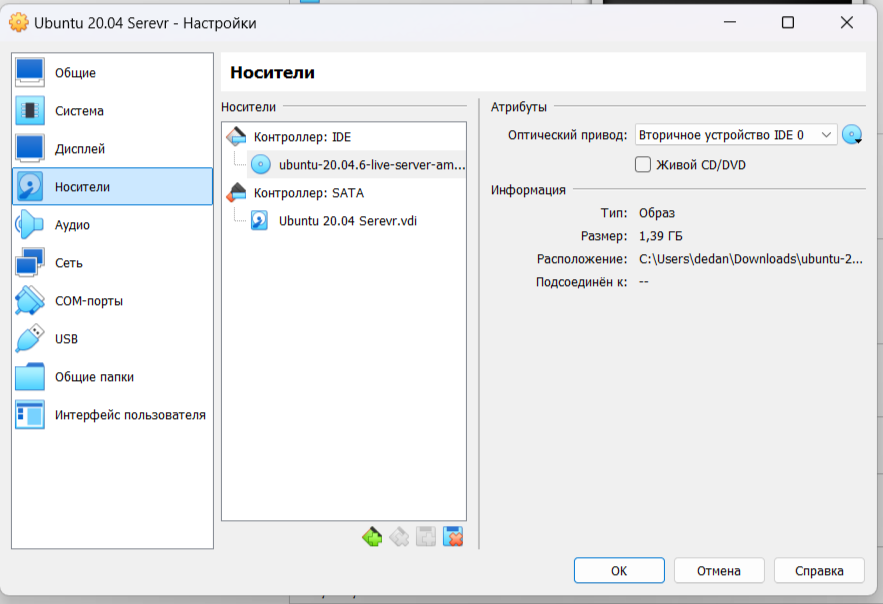 Ubuntu 20.04 Serevr - Настройки
Общие
Система
Дисплей
Носители
Аудио
Сеть
COM-порты
USB
Общие папки
Интерфейс пользователя
Носители
Носители
Контроллер: IDE
ubuntu-20.04.6-live-server-am...
Контроллер: SATA
Ubuntu 20.04 Serevr.vdi
Атрибуты
Оптический привод: Вторичное устройство IDE 0
Живой CD/DVD
Информация
Тип: Образ
Размер: 1,39 ГБ
Расположение: C:\Users\dedan\Downloads\ubuntu-2...
Подсоединён к: --
OK Отмена Справка